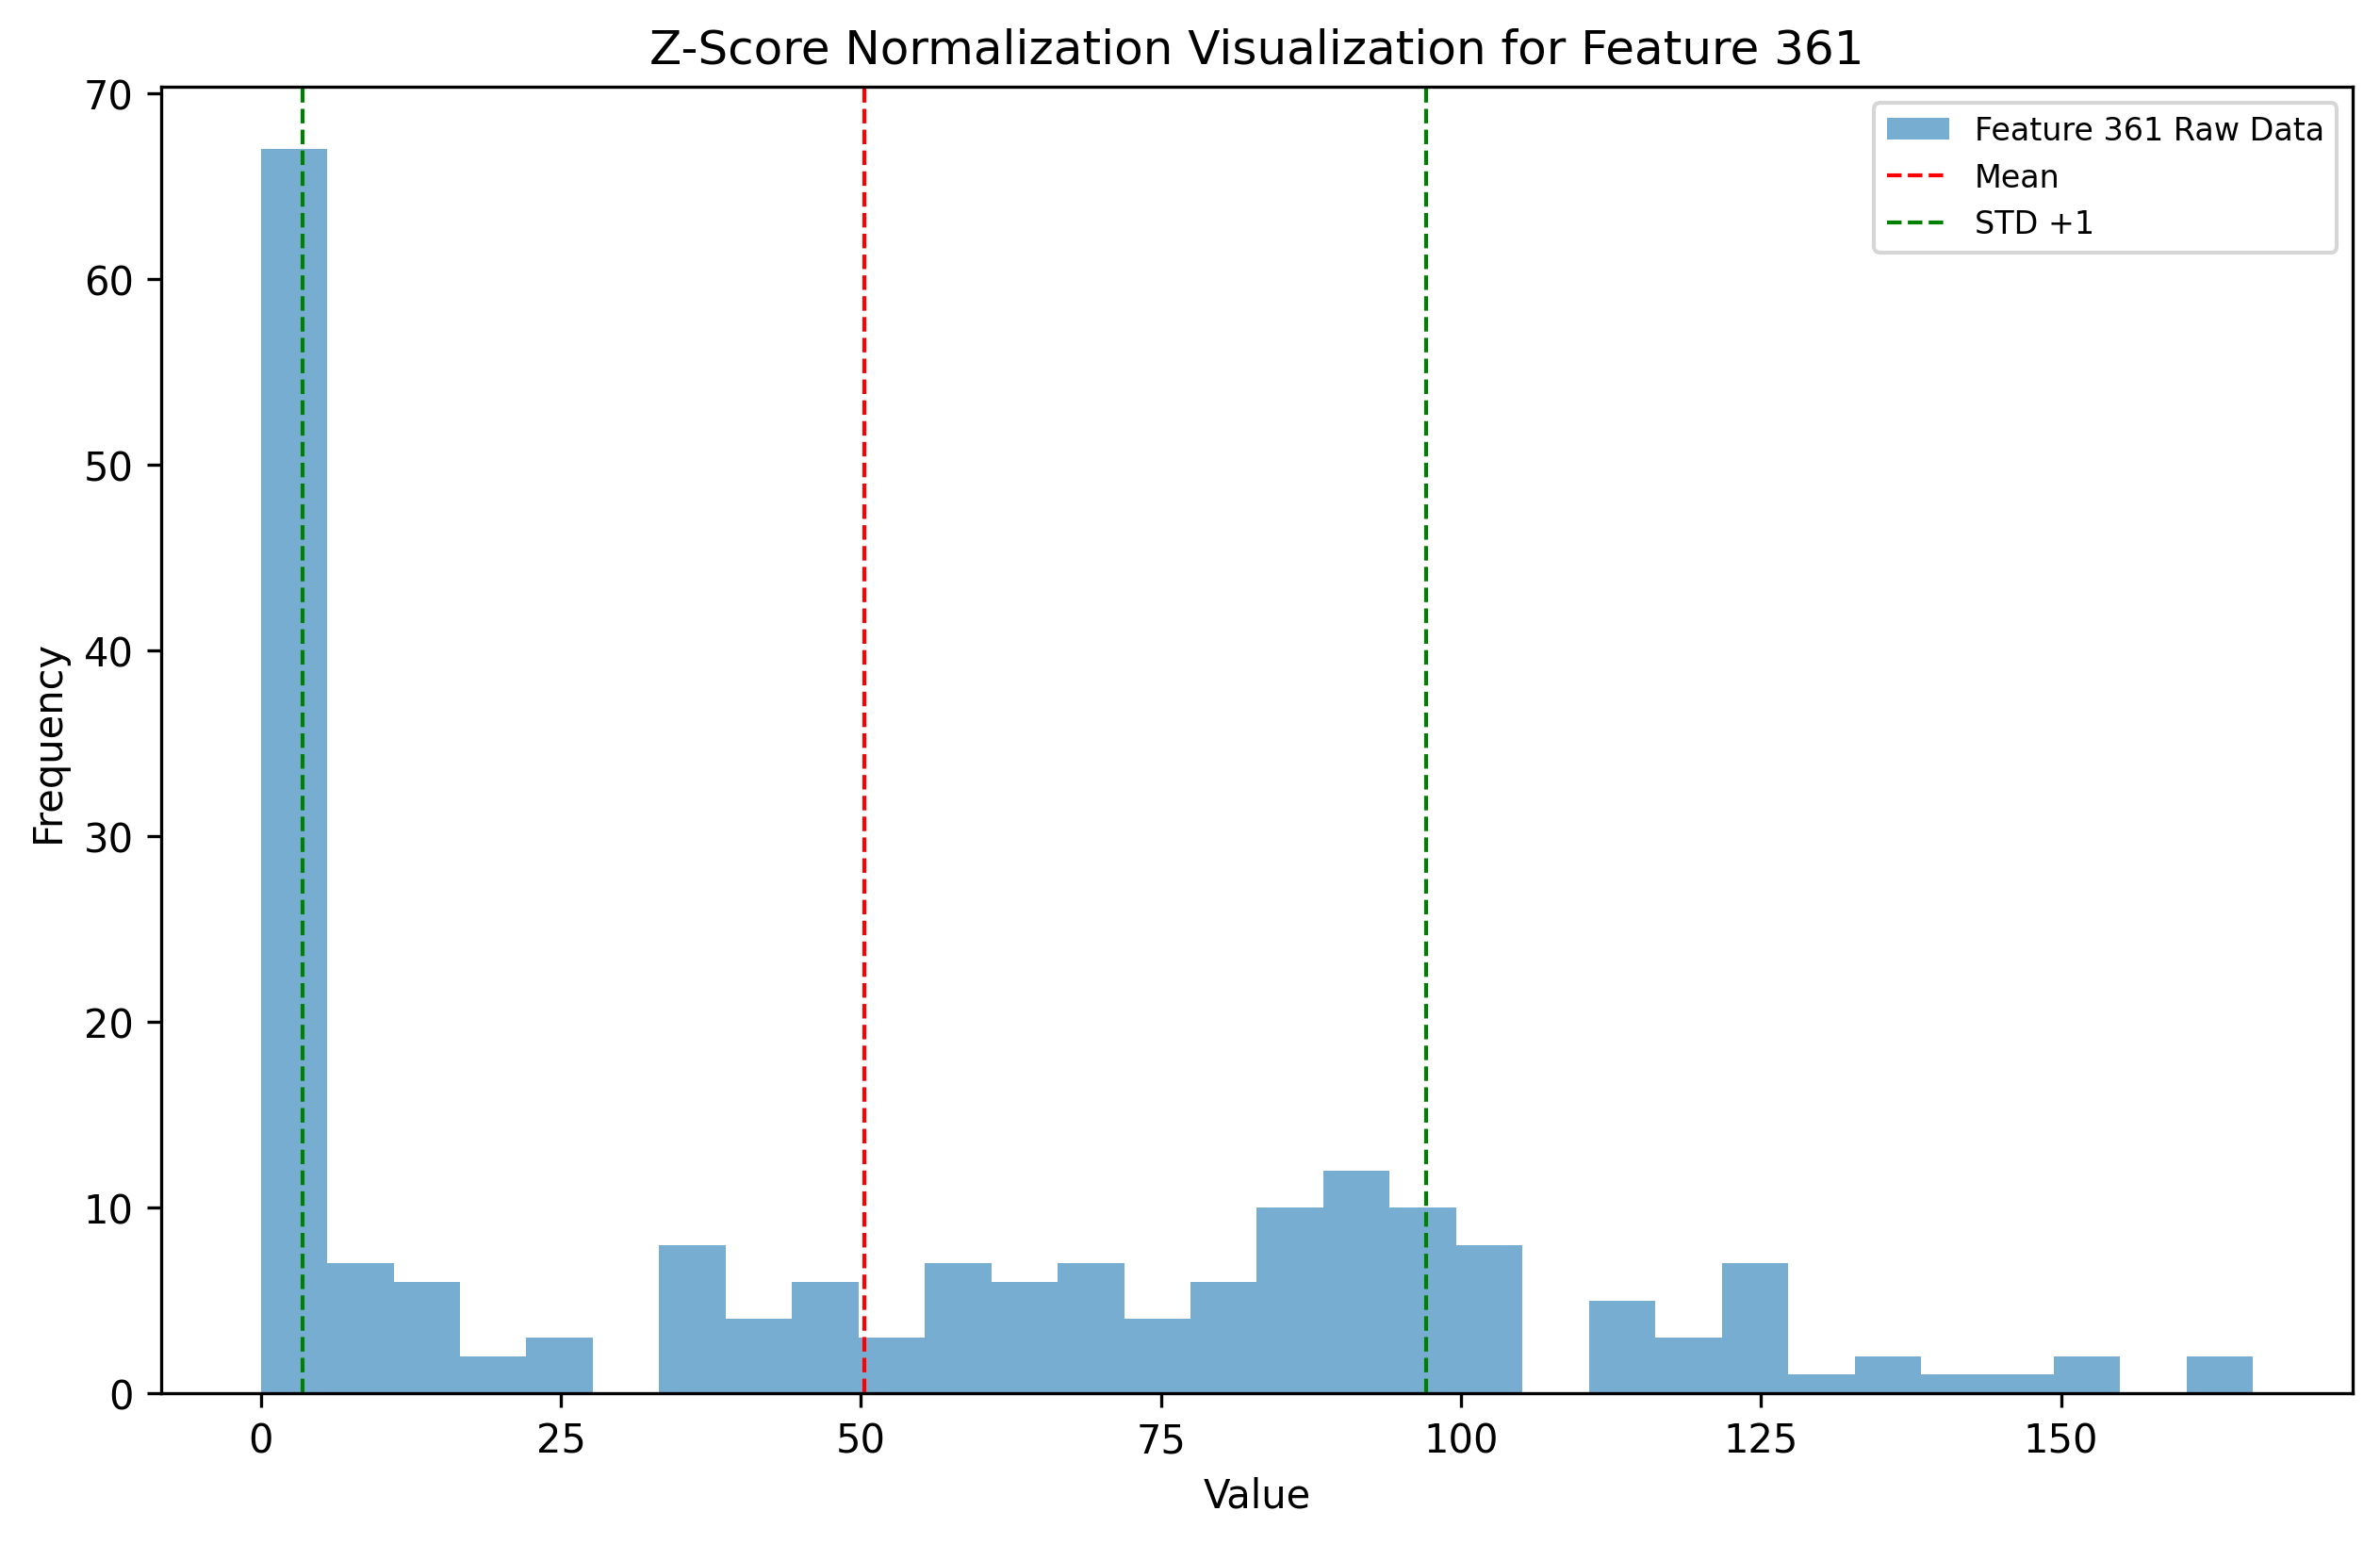 Z-Score Normalization Visualization for Feature 361
Feature 361 Raw Data
Mean
STD +1
Frequency
70
60
50
40
30
20
10
0
0 25 50 75 100 125 150
Value